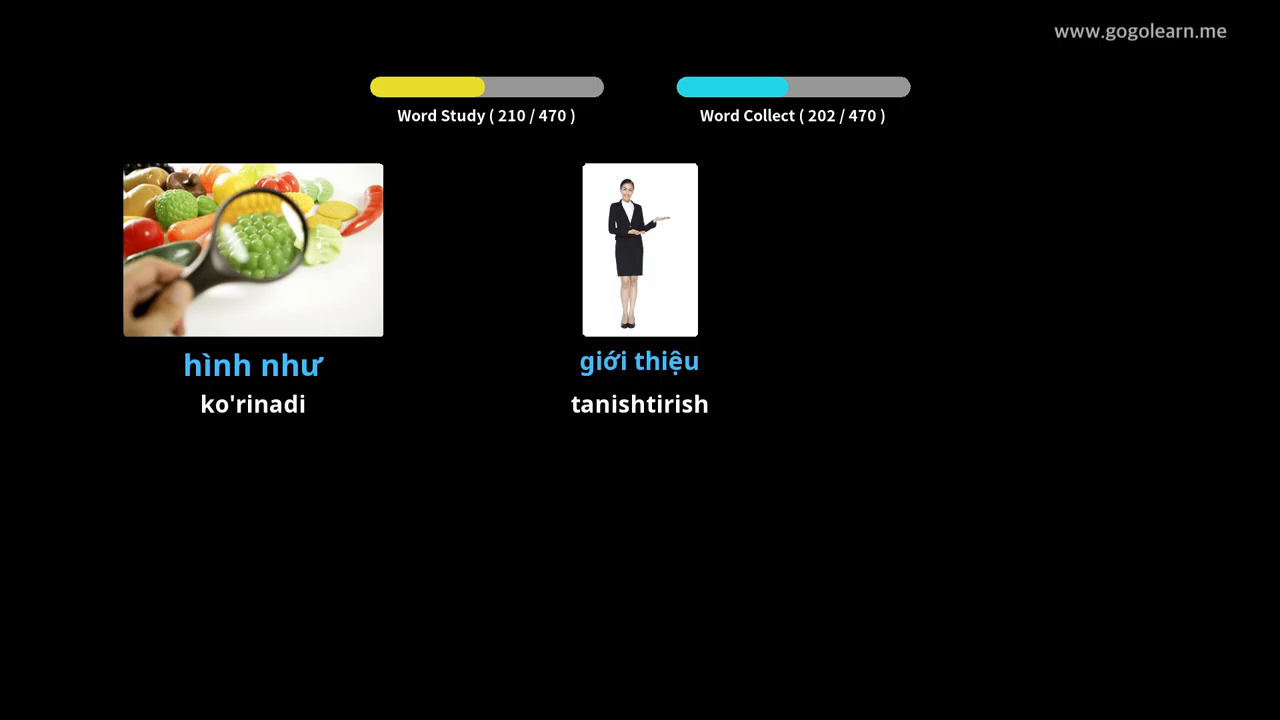 www.gogolearn.me
Word Study ( 210 / 470 )
Word Collect ( 202 / 470 )
hình như
ko'rinadi
giới thiệu
tanishtirish